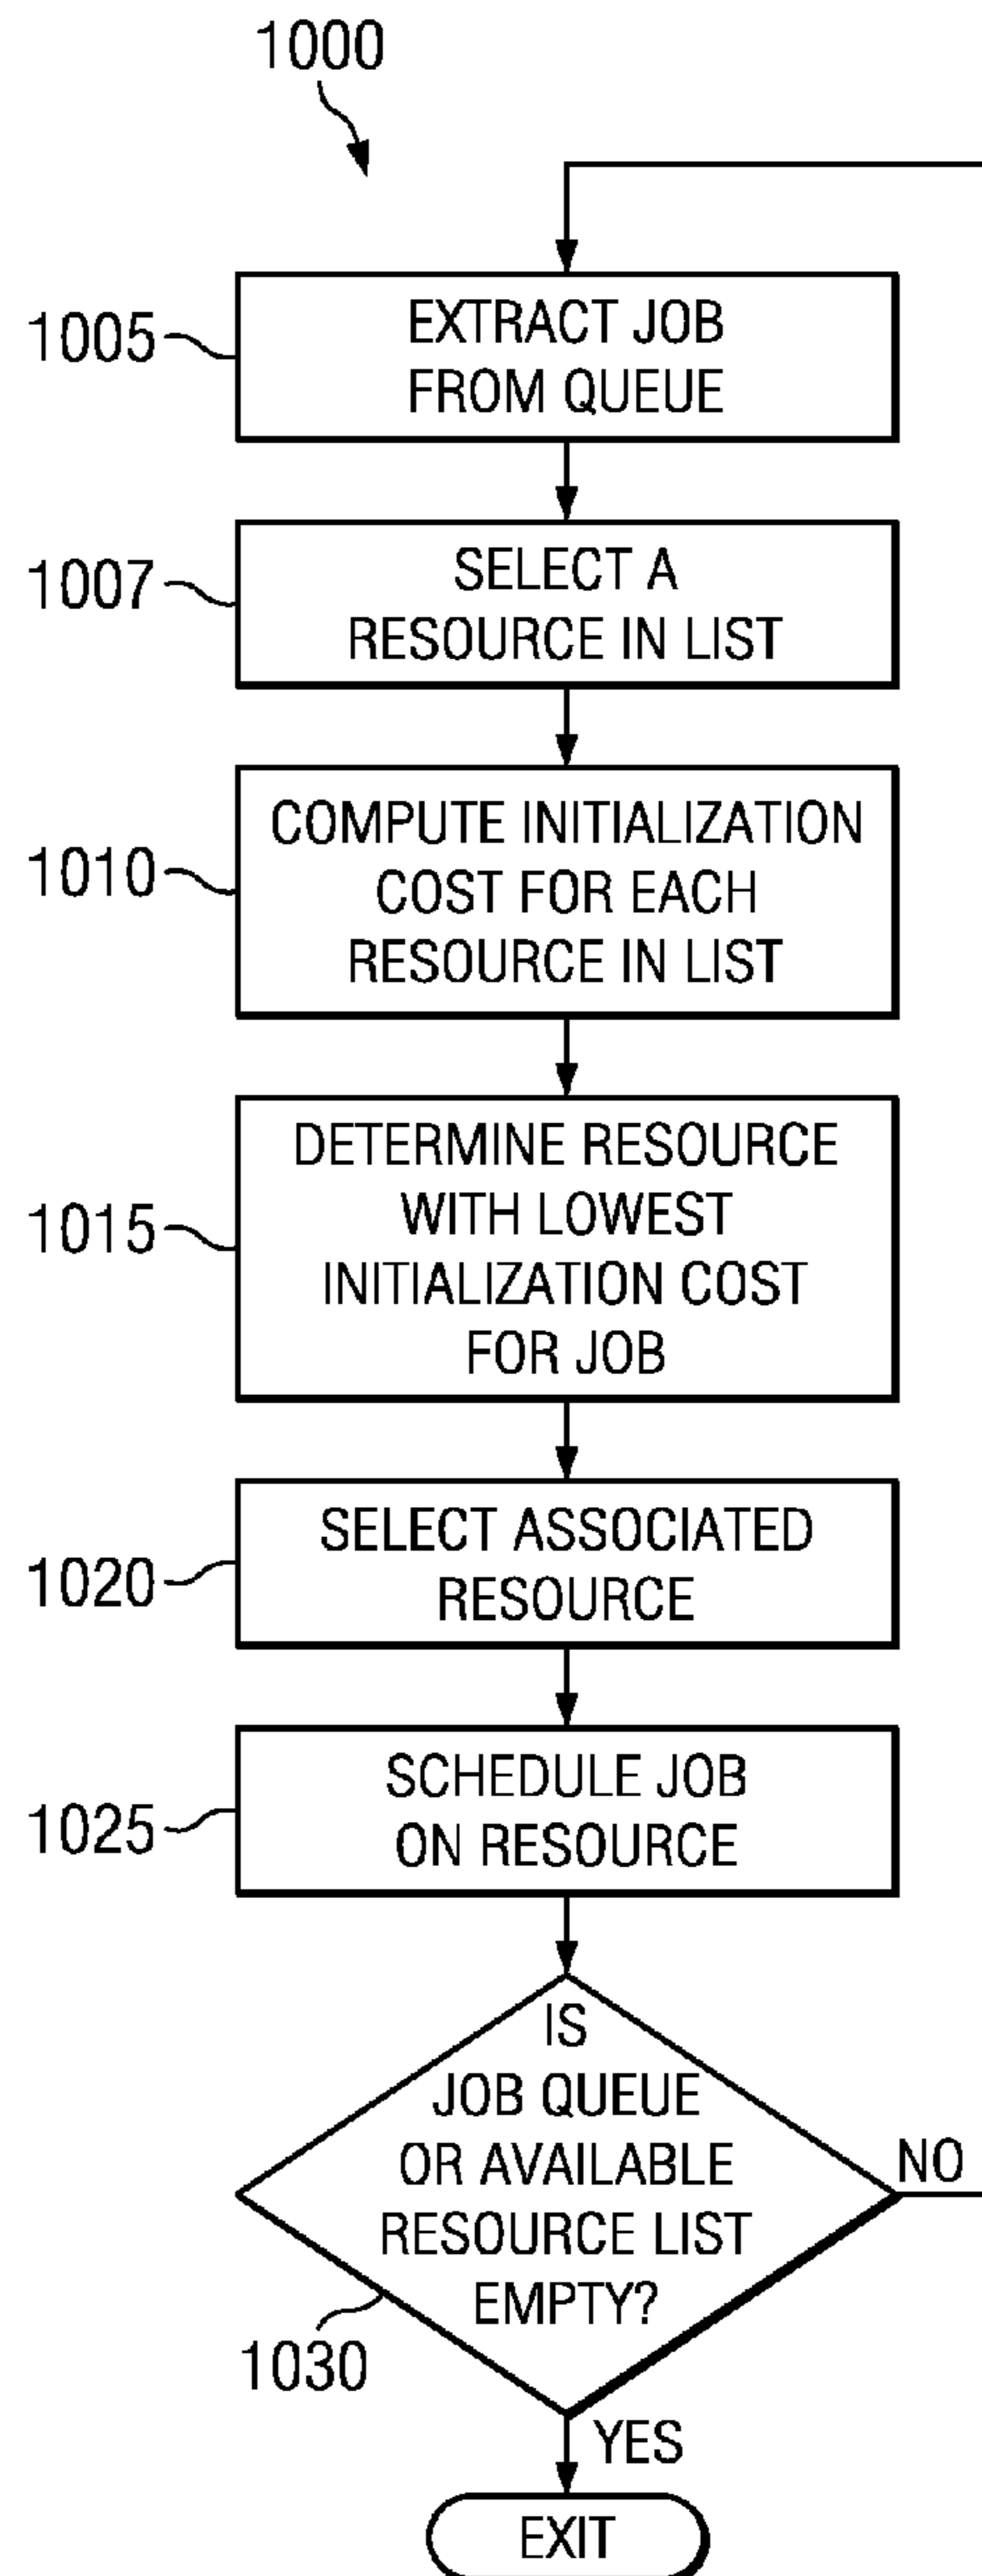 1000
1005
EXTRACT JOB
FROM QUEUE
1007
SELECT A
RESOURCE IN LIST
1010
COMPUTE INITIALIZATION
COST FOR EACH
RESOURCE IN LIST
1015
DETERMINE RESOURCE
WITH LOWEST
INITIALIZATION COST
FOR JOB
1020
SELECT ASSOCIATED
RESOURCE
1025
SCHEDULE JOB
ON RESOURCE
IS
JOB QUEUE
OR AVAILABLE
RESOURCE LIST
EMPTY?
NO
1030
YES
EXIT